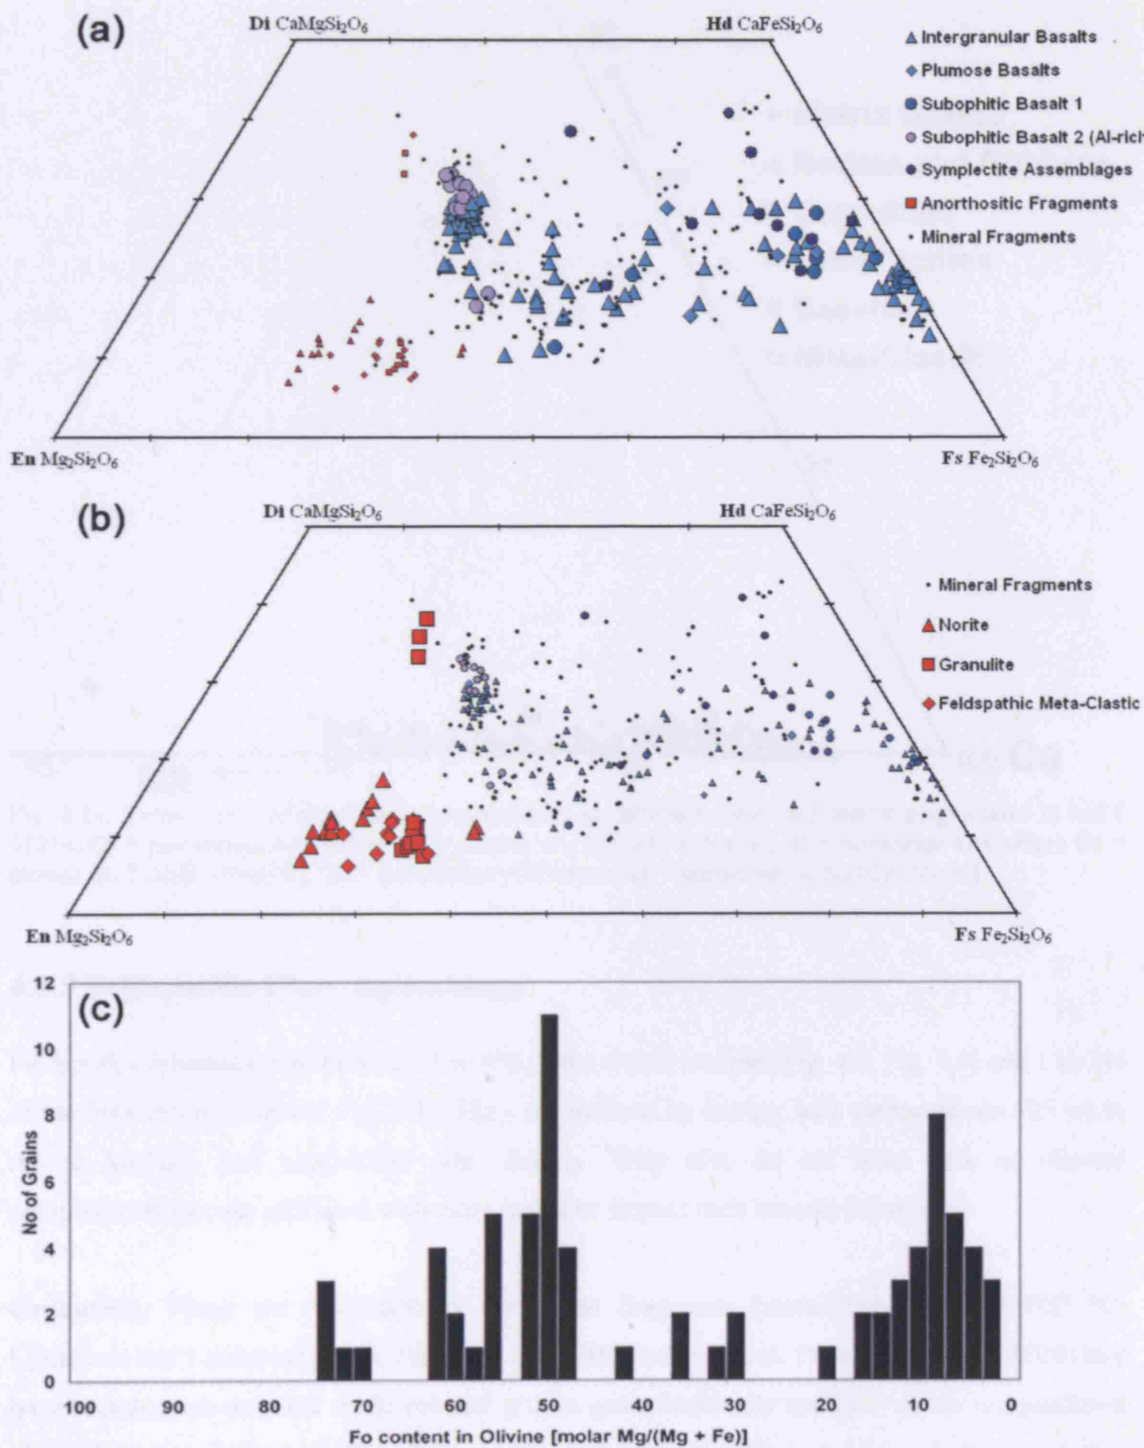 (a)
Di CaMgSi₂O₆
Hd CaFeSi₂O₆
Intergranular Basalts
Plumose Basalts
Subophitic Basalt 1
Subophitic Basalt 2 (Al-rich
Symplectite Assemblages
Anorthositic Fragments
Mineral Fragments
En Mg₂Si₂O₆
Fs Fe₂Si₂O₆
(b)
Di CaMgSi₂O₆
Hd CaFeSi₂O₆
Mineral Fragments
Norite
Granulite
Feldspathic Meta-Clastic
En Mg₂Si₂O₆
Fs Fe₂Si₂O₆
(c)
12
10
8
6
4
2
0
No of Grains
100 90 80 70 60 50 40 30 20 10 0
Fo content in Olivine [molar Mg/(Mg + Fe)]